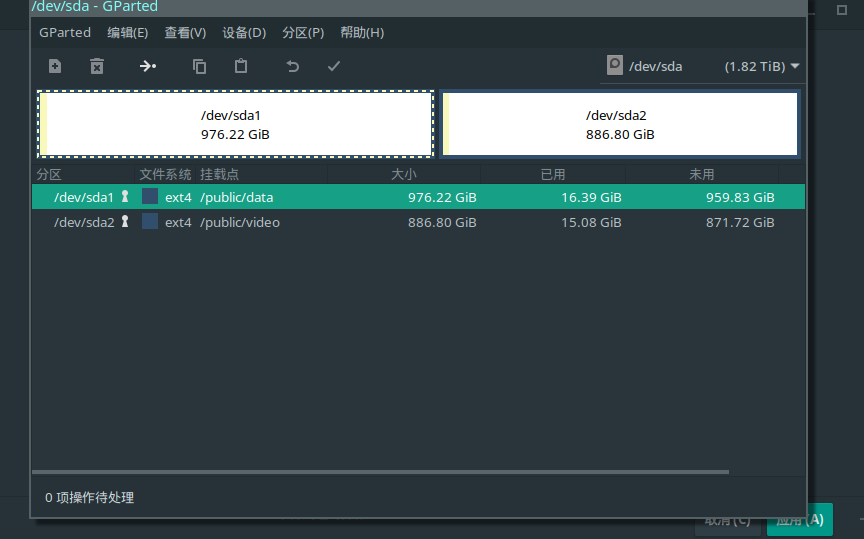 /dev/sda - GParted
GParted 编辑(E) 查看(V) 设备(D) 分区(P) 帮助(H)
/dev/sda (1.82 TiB)
/dev/sda1
976.22 GiB
/dev/sda2
886.80 GiB
分区 文件系统 挂载点 大小 已用 未用
/dev/sda1 ext4 /public/data 976.22 GiB 16.39 GiB 959.83 GiB
/dev/sda2 ext4 /public/video 886.80 GiB 15.08 GiB 871.72 GiB
0 项操作待处理
取消(C) 应用(A)